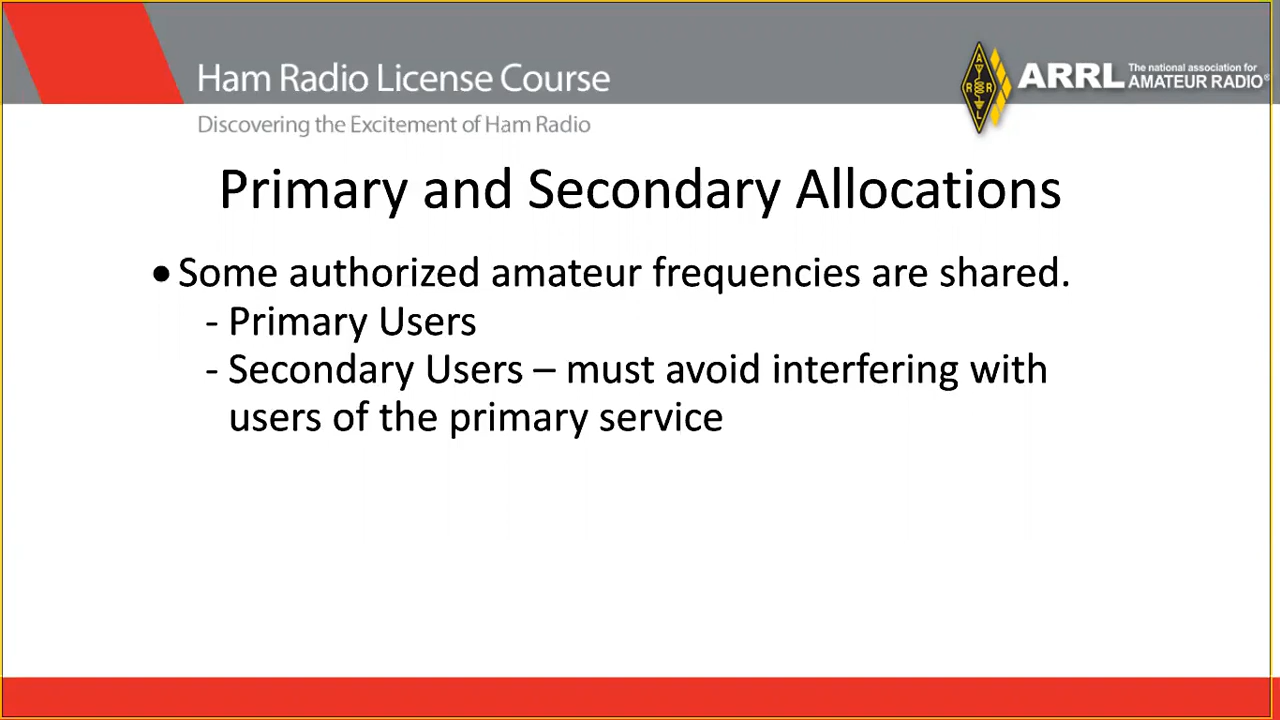 Ham Radio License Course
Discovering the Excitement of Ham Radio
ARRL The national association for
AMATEUR RADIO®
Primary and Secondary Allocations
• Some authorized amateur frequencies are shared.
- Primary Users
- Secondary Users – must avoid interfering with
users of the primary service